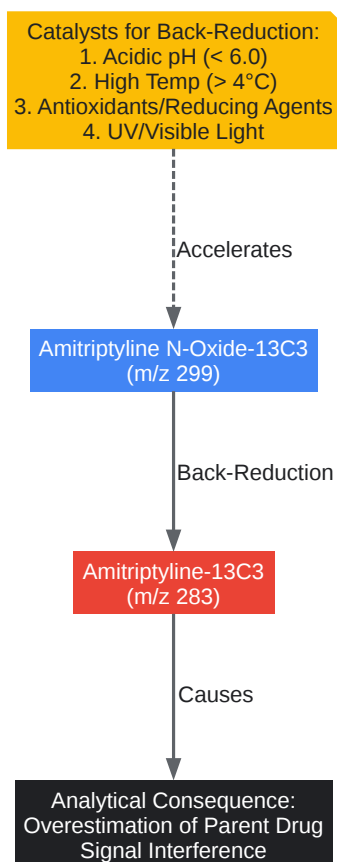 Catalysts for Back-Reduction:
1. Acidic pH (< 6.0)
2. High Temp (> 4°C)
3. Antioxidants/Reducing Agents
4. UV/Visible Light
Accelerates
Amitriptyline N-Oxide-13C3
(m/z 299)
Back-Reduction
Amitriptyline-13C3
(m/z 283)
Causes
Analytical Consequence:
Overestimation of Parent Drug
Signal Interference